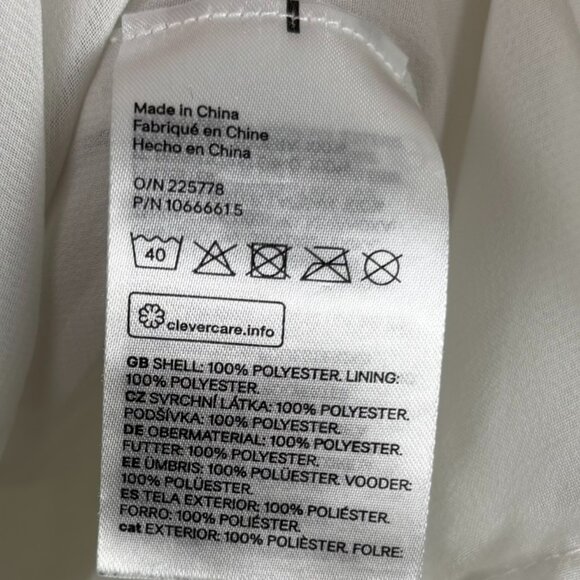 Made in China
Fabriqué en Chine
Hecho en China
O/N 225778
P/N 10666615
40
clevercare.info
GB SHELL: 100% POLYESTER. LINING:
100% POLYESTER
CZ SVRCHNÍ LÁTKA: 100% POLYESTER.
PODŠÍVKA: 100% POLYESTER
DE OBERMATERIAL: 100% POLYESTER.
FUTTER: 100% POLYESTER
EE ÜMBRIS: 100% POLÜESTER. VOODER:
100% POLÜESTER.
ES TELA EXTERIOR: 100% POLIÉSTER.
FORRO: 100% POLIÉSTER
cat EXTERIOR: 100% POLIÈSTER. FOLRE: